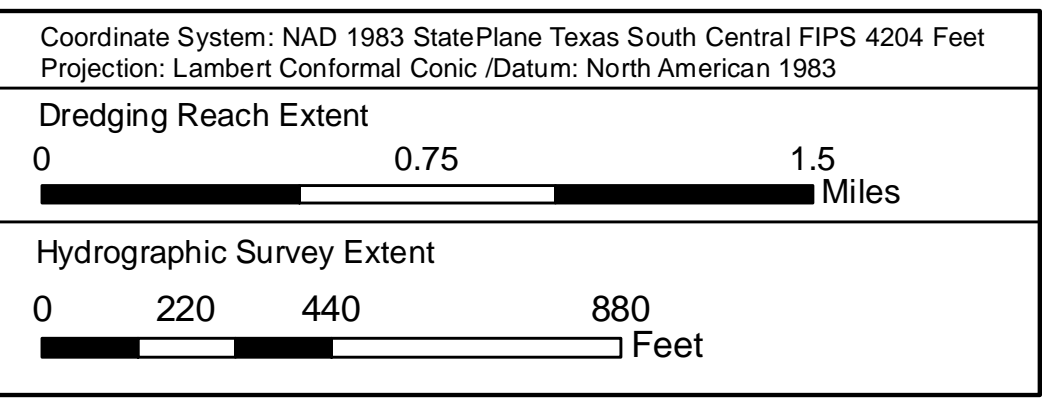 Coordinate System: NAD 1983 StatePlane Texas South Central FIPS 4204 Feet
Projection: Lambert Conformal Conic /Datum: North American 1983
Dredging Reach Extent
0 0.75 1.5
Miles
Hydrographic Survey Extent
0 220 440 880
Feet